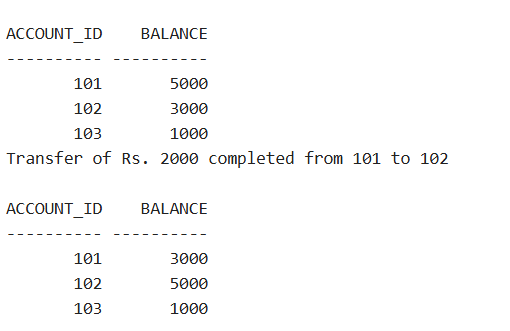 ACCOUNT_ID    BALANCE
---------- ----------
       101       5000
       102       3000
       103       1000
Transfer of Rs. 2000 completed from 101 to 102
ACCOUNT_ID    BALANCE
---------- ----------
       101       3000
       102       5000
       103       1000